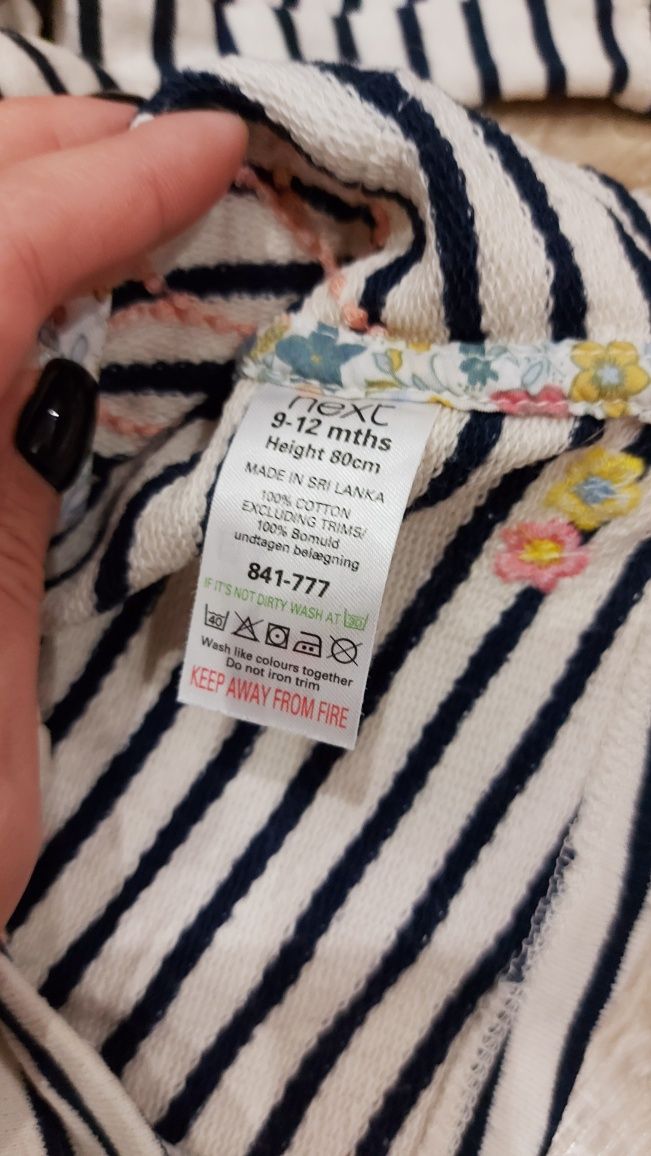 next
9-12 mths
Height 80cm
MADE IN SRI LANKA
100% COTTON
EXCLUDING TRIMS/
100% Bomuld
undtagen belægning
841-777
IF IT'S NOT DIRTY WASH AT 30
40
Wash like colours together
Do not iron trim
KEEP AWAY FROM FIRE